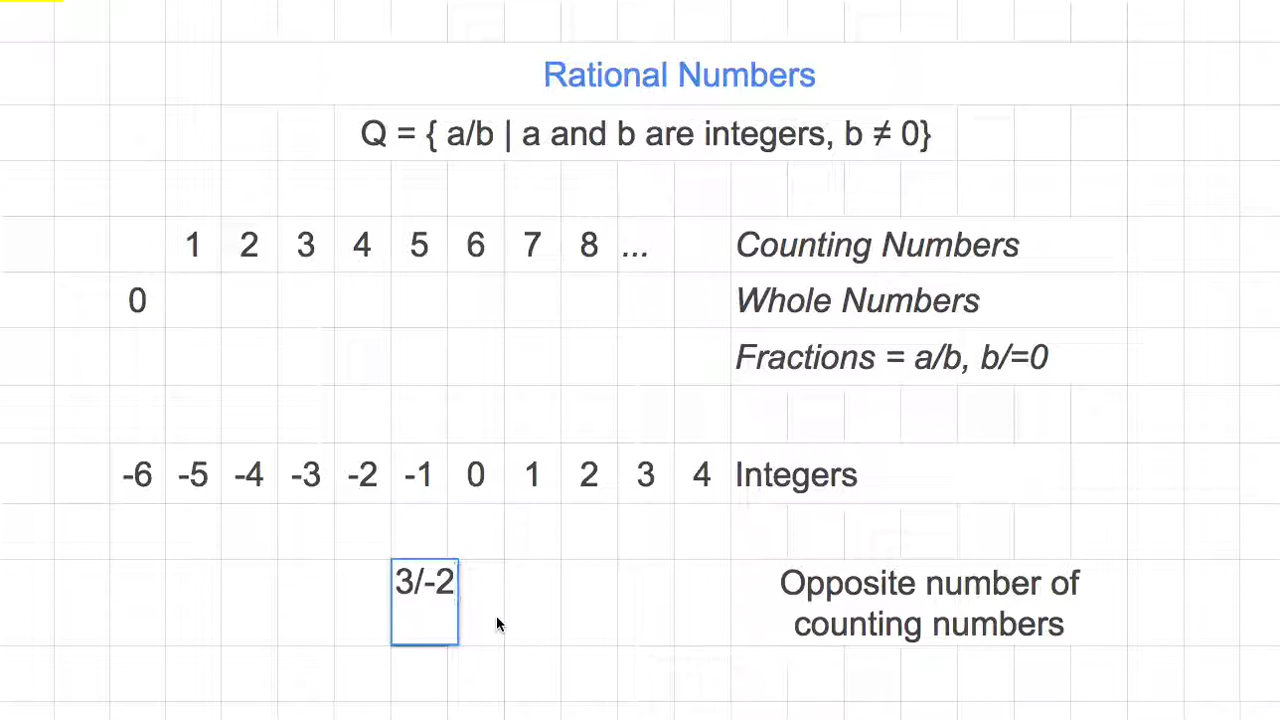 Rational Numbers
Q = { a/b | a and b are integers, b ≠ 0}
1 2 3 4 5 6 7 8 ... Counting Numbers
0 Whole Numbers
Fractions = a/b, b/=0
-6 -5 -4 -3 -2 -1 0 1 2 3 4 Integers
3/-2 Opposite number of
counting numbers